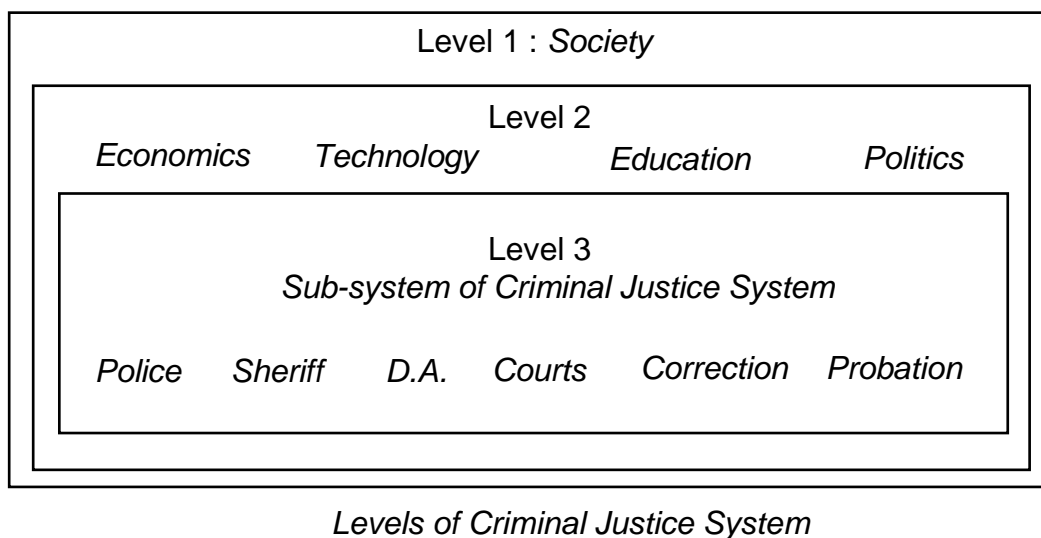 Level 1 : Society
Level 2
Economics Technology Education Politics
Level 3
Sub-system of Criminal Justice System
Police Sheriff D.A. Courts Correction Probation
Levels of Criminal Justice System